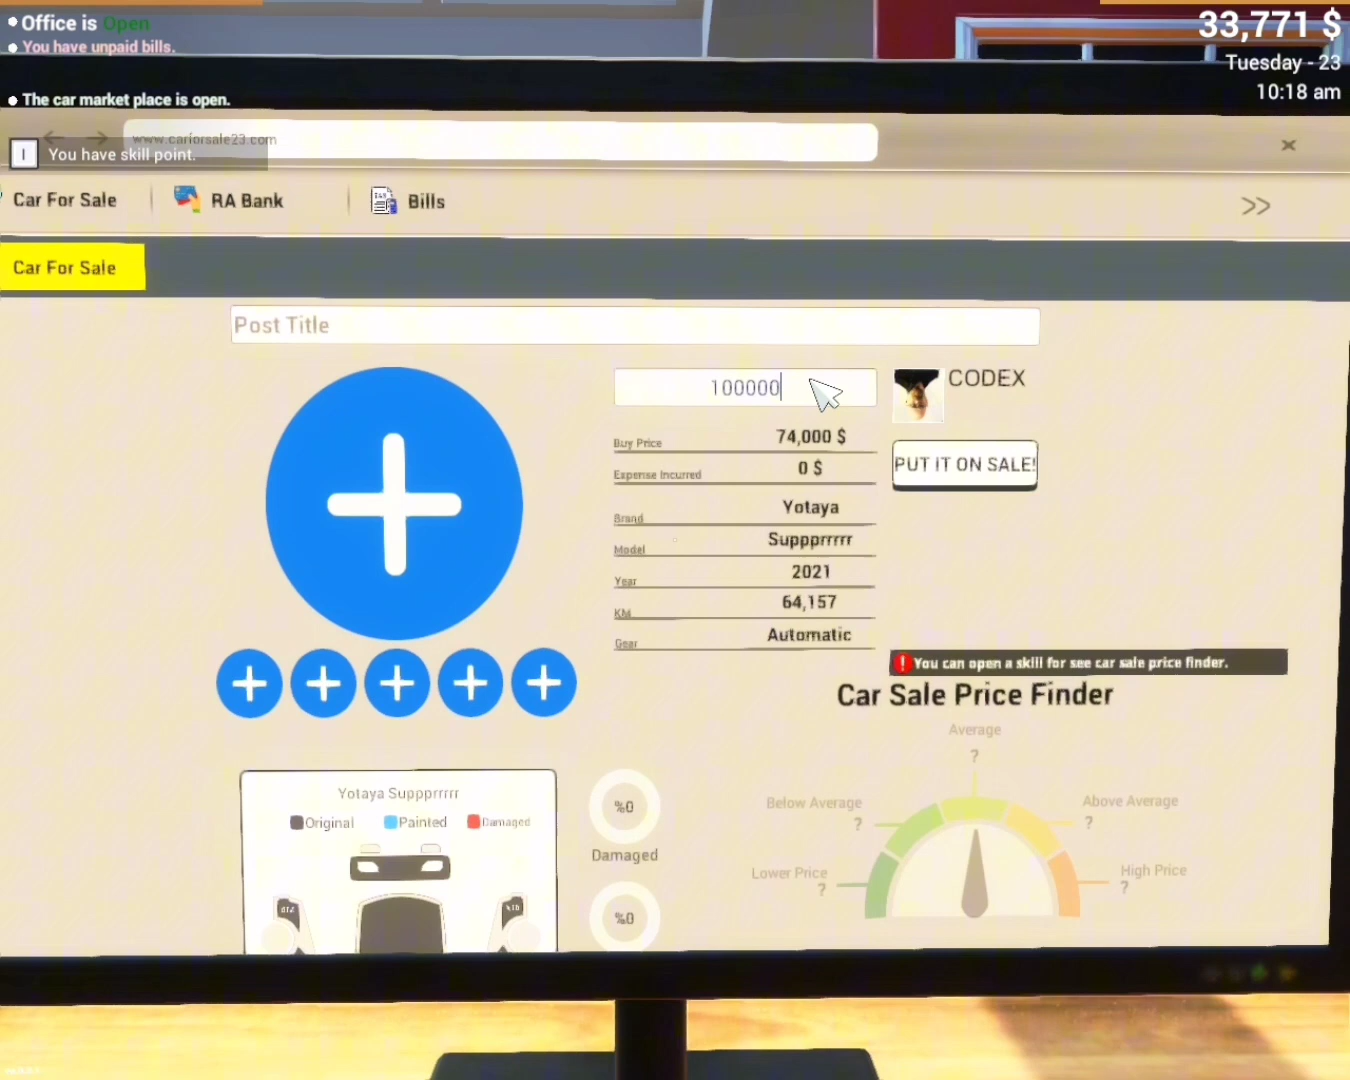 Office is Open
You have unpaid bills.
The car market place is open.
33,771 $
Tuesday - 23
10:18 am
www.carforsale23.com
I You have skill point.
Car For Sale
RA Bank
Bills
>>
Car For Sale
Post Title
100000
CODEX
Buy Price 74,000 $
PUT IT ON SALE!
Expense Incurred 0 $
Brand Yotaya
Model Suppprrrrr
Year 2021
KM 64,157
Gear Automatic
You can open a skill for see car sale price finder.
Car Sale Price Finder
Average
?
Below Average
?
Above Average
?
Lower Price
?
High Price
?
Yotaya Suppprrrrr
Original Painted Damaged
%0
Damaged
%0